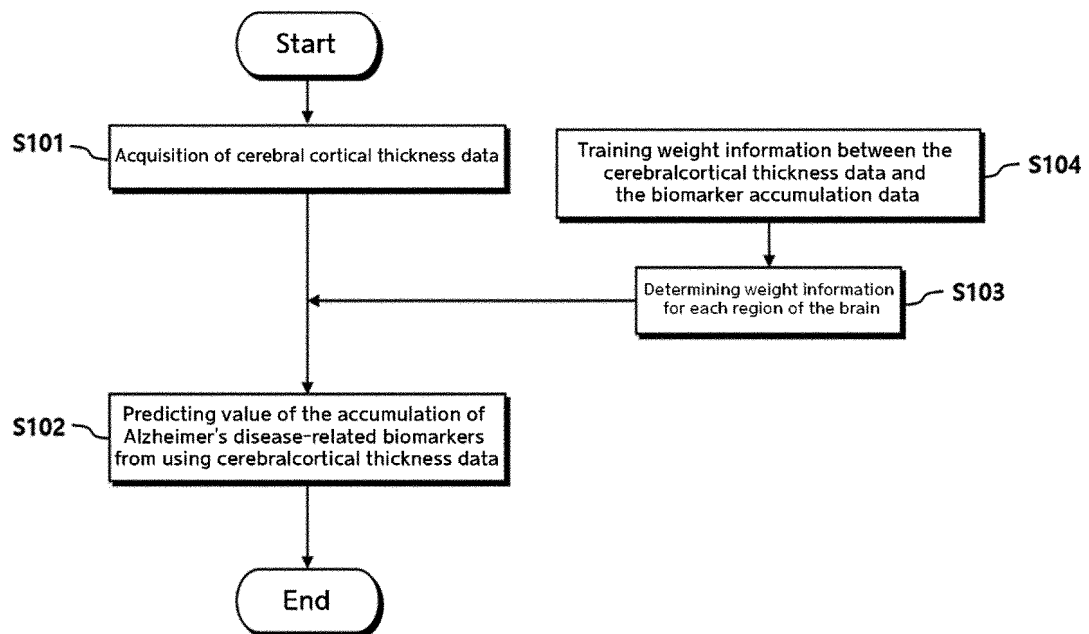 Start
S101
Acquisition of cerebral cortical thickness data
Training weight information between the
cerebralcortical thickness data and
the biomarker accumulation data
S104
Determining weight information
for each region of the brain
S103
S102
Predicting value of the accumulation of
Alzheimer's disease-related biomarkers
from using cerebralcortical thickness data
End